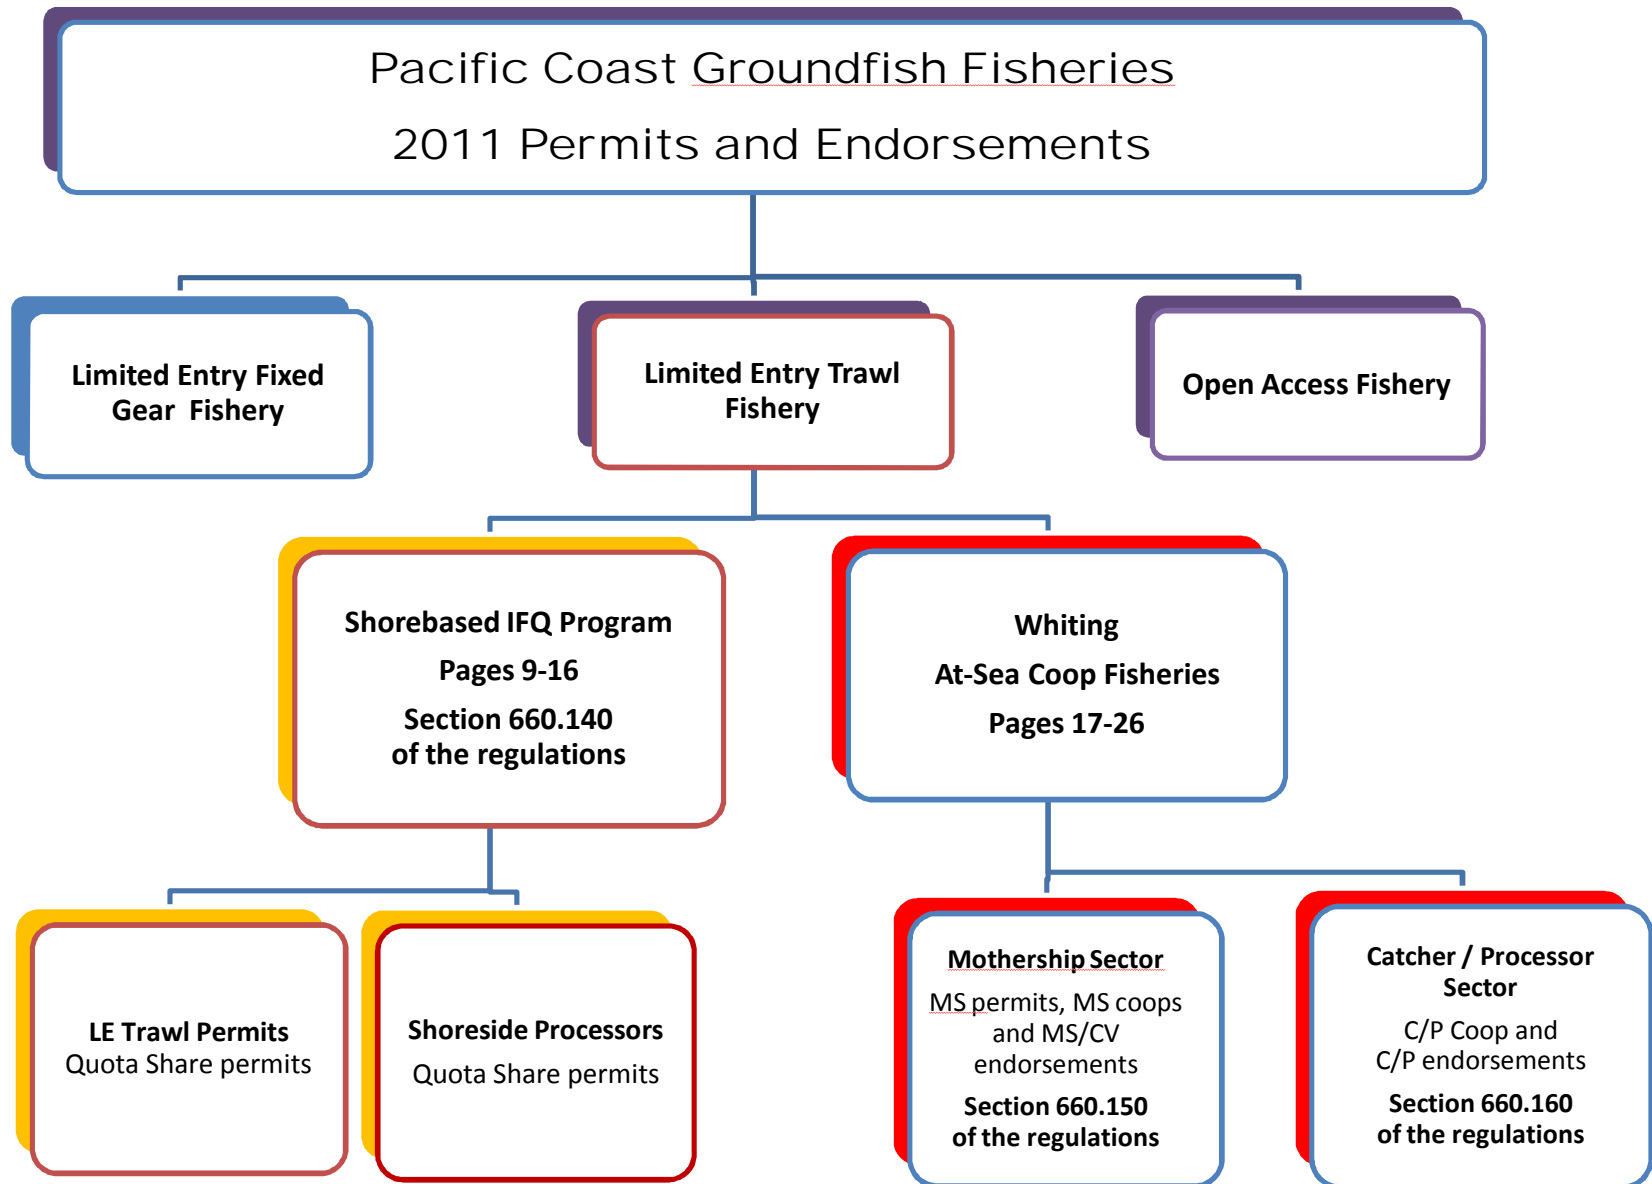 Pacific Coast Groundfish Fisheries
2011 Permits and Endorsements
Limited Entry Fixed
Gear Fishery
Limited Entry Trawl
Fishery
Open Access Fishery
Shorebased IFQ Program
Pages 9-16
Section 660.140
of the regulations
Whiting
At-Sea Coop Fisheries
Pages 17-26
LE Trawl Permits
Quota Share permits
Shoreside Processors
Quota Share permits
Mothership Sector
MS permits, MS coops
and MS/CV
endorsements
Section 660.150
of the regulations
Catcher / Processor
Sector
C/P Coop and
C/P endorsements
Section 660.160
of the regulations